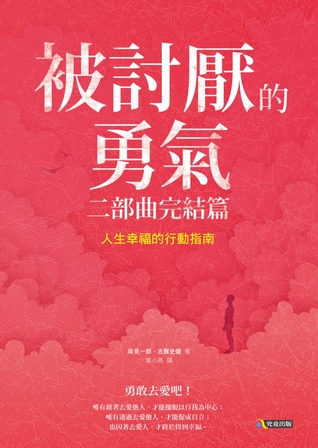 被討厭的
勇氣
二部曲完結篇
人生幸福的行動指南
岸見一郎、古賀史健 著
葉小燕 譯
勇敢去愛吧！
唯有藉著去愛他人，才能擺脫以自我為中心；
唯有透過去愛他人，才能促成自立；
也因著去愛人，才終於得到幸福。
究竟出版